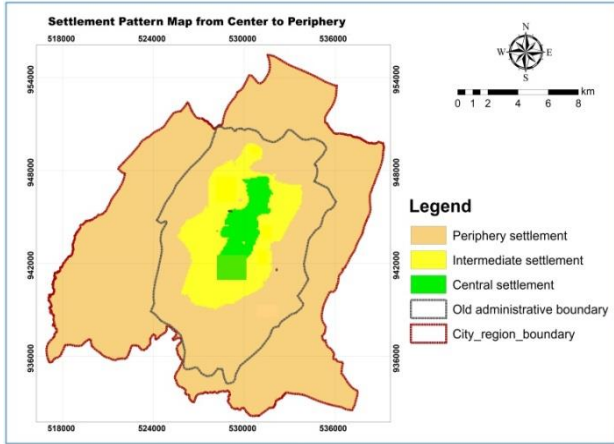 Settlement Pattern Map from Center to Periphery
518000 524000 530000 536000
N
W E
S
0 1 2 4 6 8 km
954000 954000
948000 948000
942000 942000
936000 936000
Legend
Periphery settlement
Intermediate settlement
Central settlement
Old administrative boundary
City_region_boundary
518000 524000 530000 536000